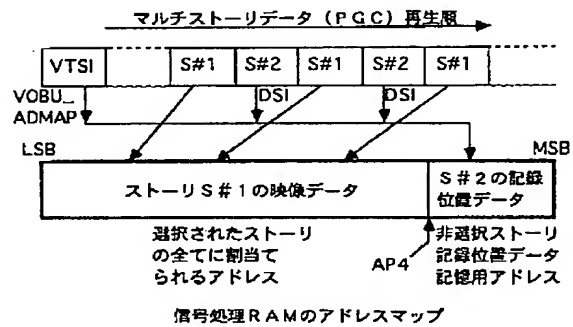 マルチストーリデータ（PGC）再生順
VTSI
S#1
S#2
S#1
S#2
S#1
VOBU_
ADMAP
DSI
DSI
LSB
MSB
ストーリS#1の映像データ
S#2の記録
位置データ
選択されたストーリ
の全てに割当て
られるアドレス
AP4
非選択ストーリ
記録位置データ
記憶用アドレス
信号処理RAMのアドレスマップ